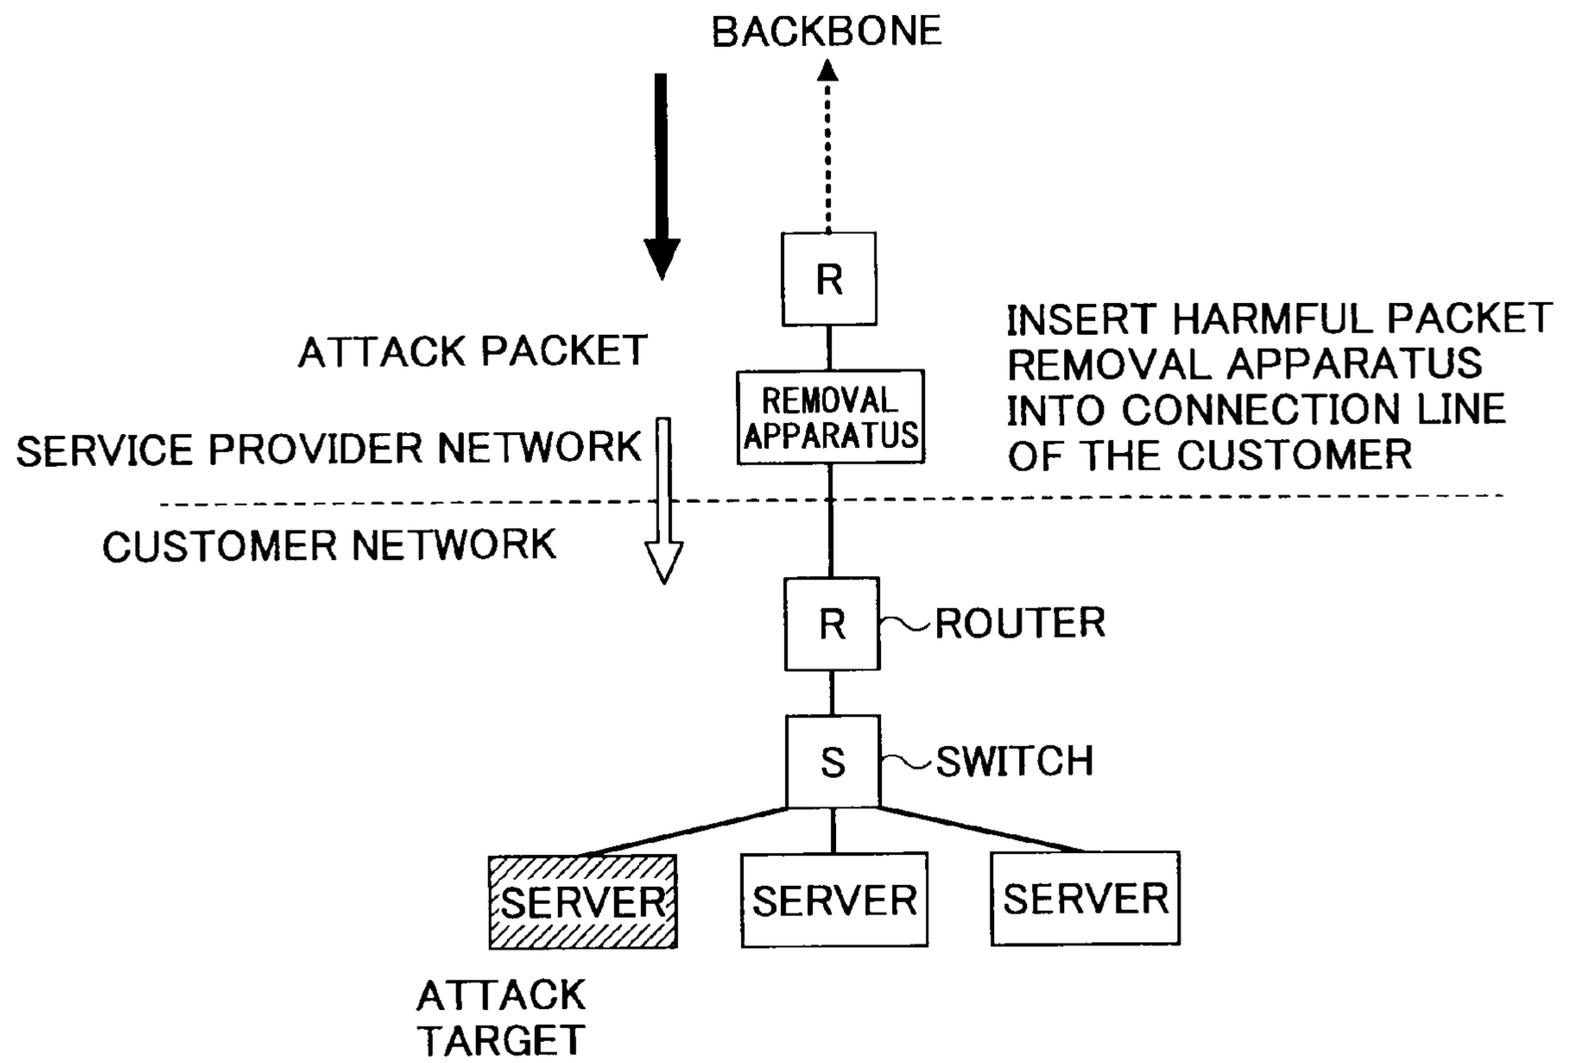 BACKBONE
R
ATTACK PACKET
INSERT HARMFUL PACKET
REMOVAL APPARATUS
INTO CONNECTION LINE
OF THE CUSTOMER
REMOVAL
APPARATUS
SERVICE PROVIDER NETWORK
CUSTOMER NETWORK
R
ROUTER
S
SWITCH
SERVER
SERVER
SERVER
ATTACK
TARGET